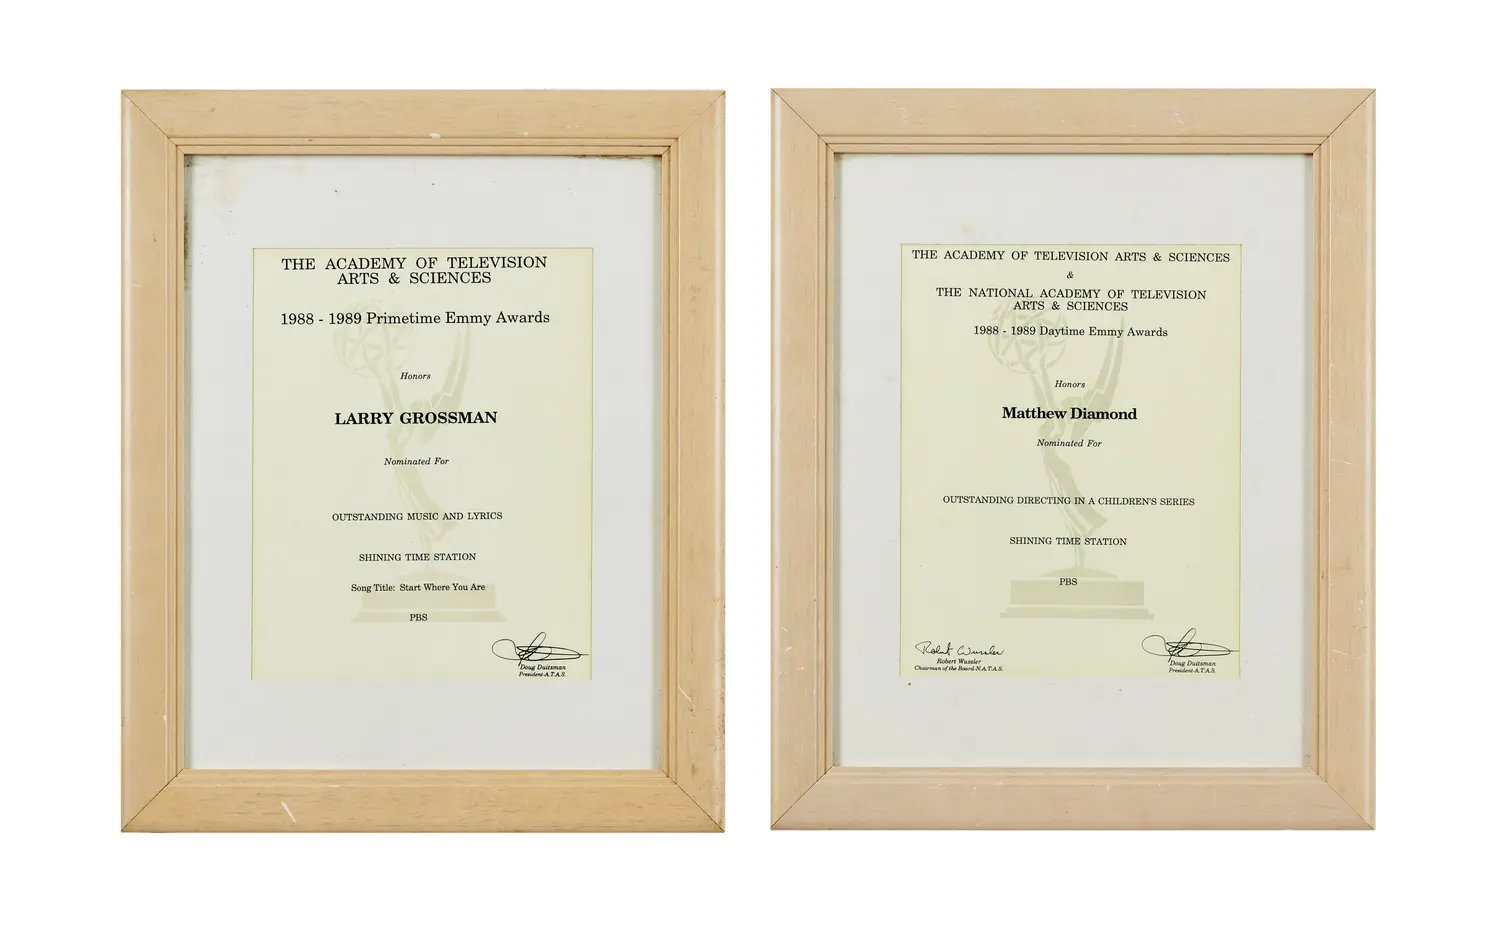 THE ACADEMY OF TELEVISION
ARTS & SCIENCES
1988 - 1989 Primetime Emmy Awards
Honors
LARRY GROSSMAN
Nominated For
OUTSTANDING MUSIC AND LYRICS
SHINING TIME STATION
Song Title: Start Where You Are
PBS
Doug Duitsman
President-A.T.A.S.
THE ACADEMY OF TELEVISION ARTS & SCIENCES
&
THE NATIONAL ACADEMY OF TELEVISION
ARTS & SCIENCES
1988 - 1989 Daytime Emmy Awards
Honors
Matthew Diamond
Nominated For
OUTSTANDING DIRECTING IN A CHILDREN'S SERIES
SHINING TIME STATION
PBS
Robert Wussler
Robert Wussler
Chairman of the Board-N.A.T.A.S.
Doug Duitsman
President-A.T.A.S.